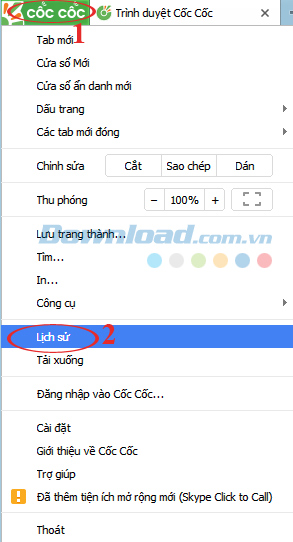 CỐC CỐC Trình duyệt Cốc Cốc
1
Tab mới
Cửa sổ Mới
Cửa sổ ẩn danh mới
Dấu trang
Các tab mới đóng
Chỉnh sửa Cắt Sao chép Dán
Thu phóng − 100% +
Lưu trang thành...
Download.com.vn
Tìm...
In...
Công cụ
Lịch sử 2
Tải xuống
Đăng nhập vào Cốc Cốc...
Cài đặt
Giới thiệu về Cốc Cốc
Trợ giúp
Đã thêm tiện ích mở rộng mới (Skype Click to Call)
Thoát